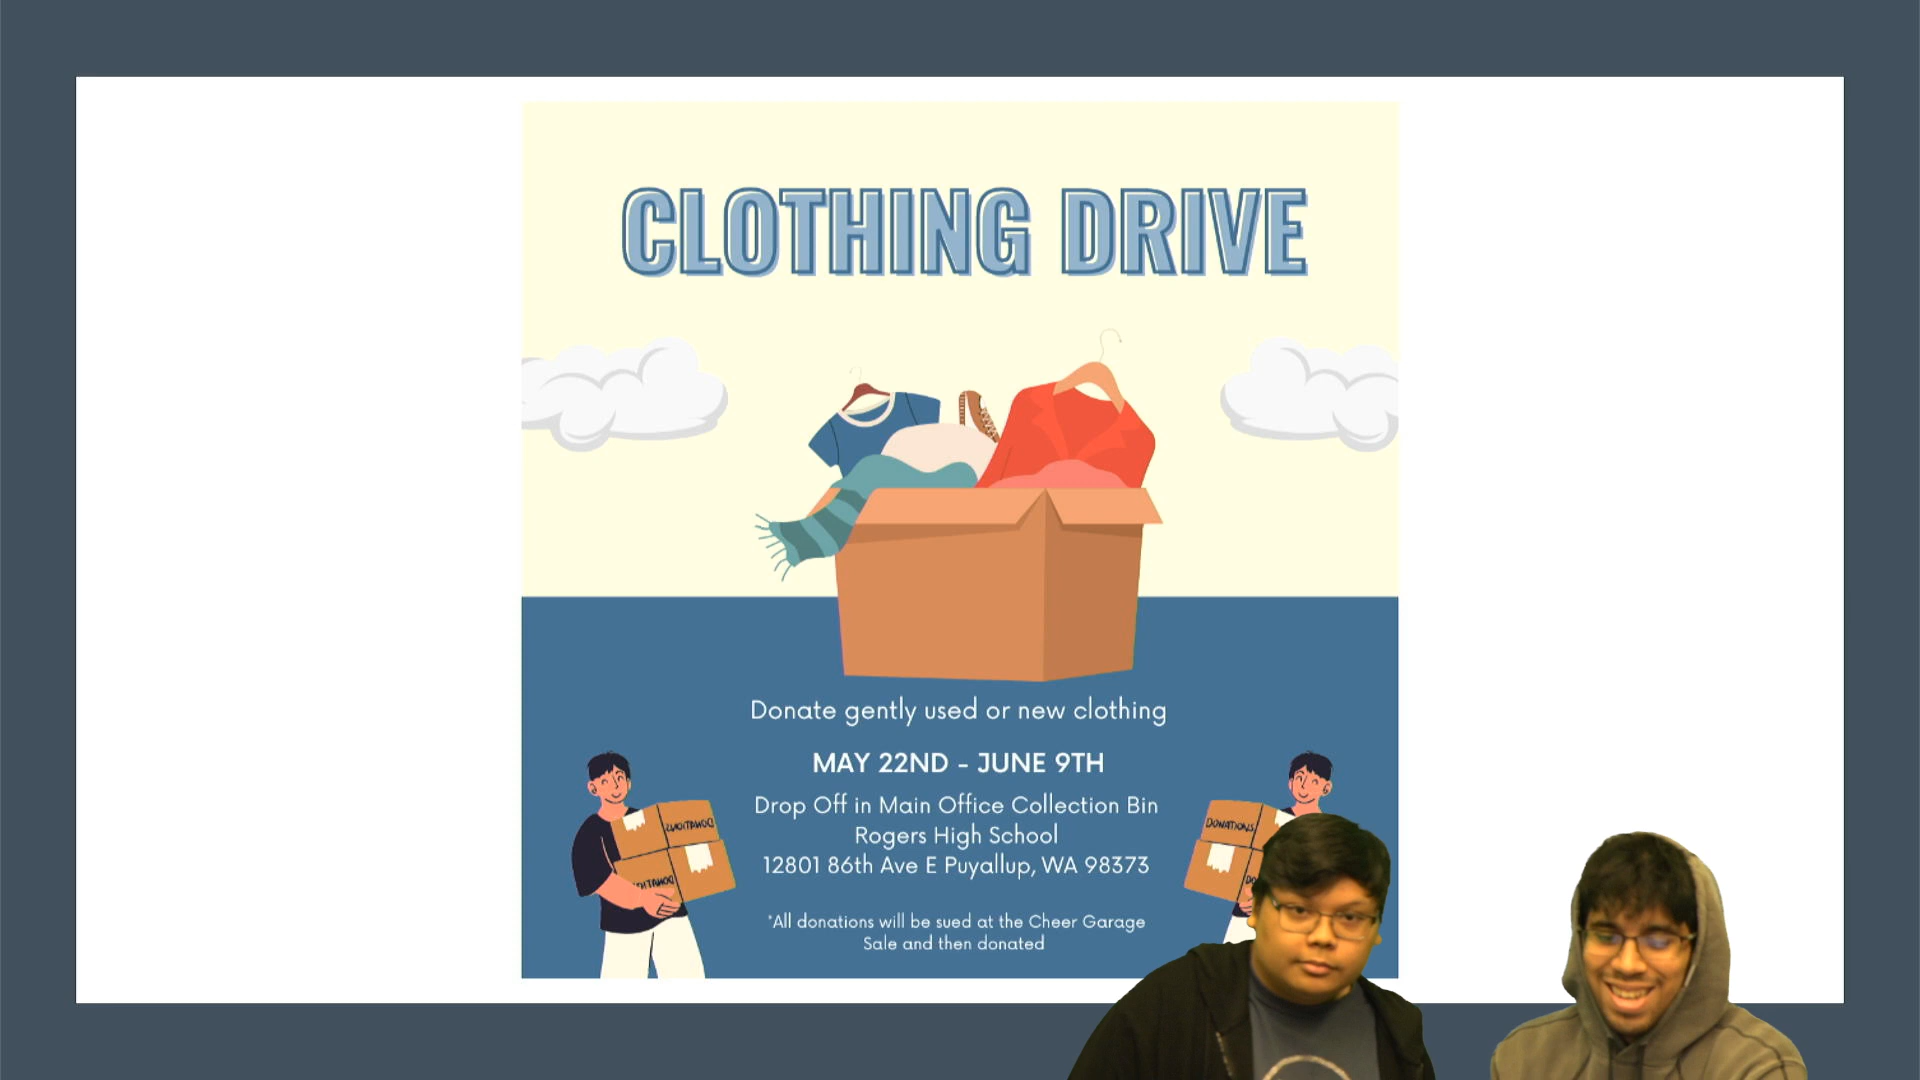 CLOTHING DRIVE
Donate gently used or new clothing
MAY 22ND - JUNE 9TH
Drop Off in Main Office Collection Bin
Rogers High School
12801 86th Ave E Puyallup, WA 98373
*All donations will be sued at the Cheer Garage
Sale and then donated
DONATIONS
DONATIONS